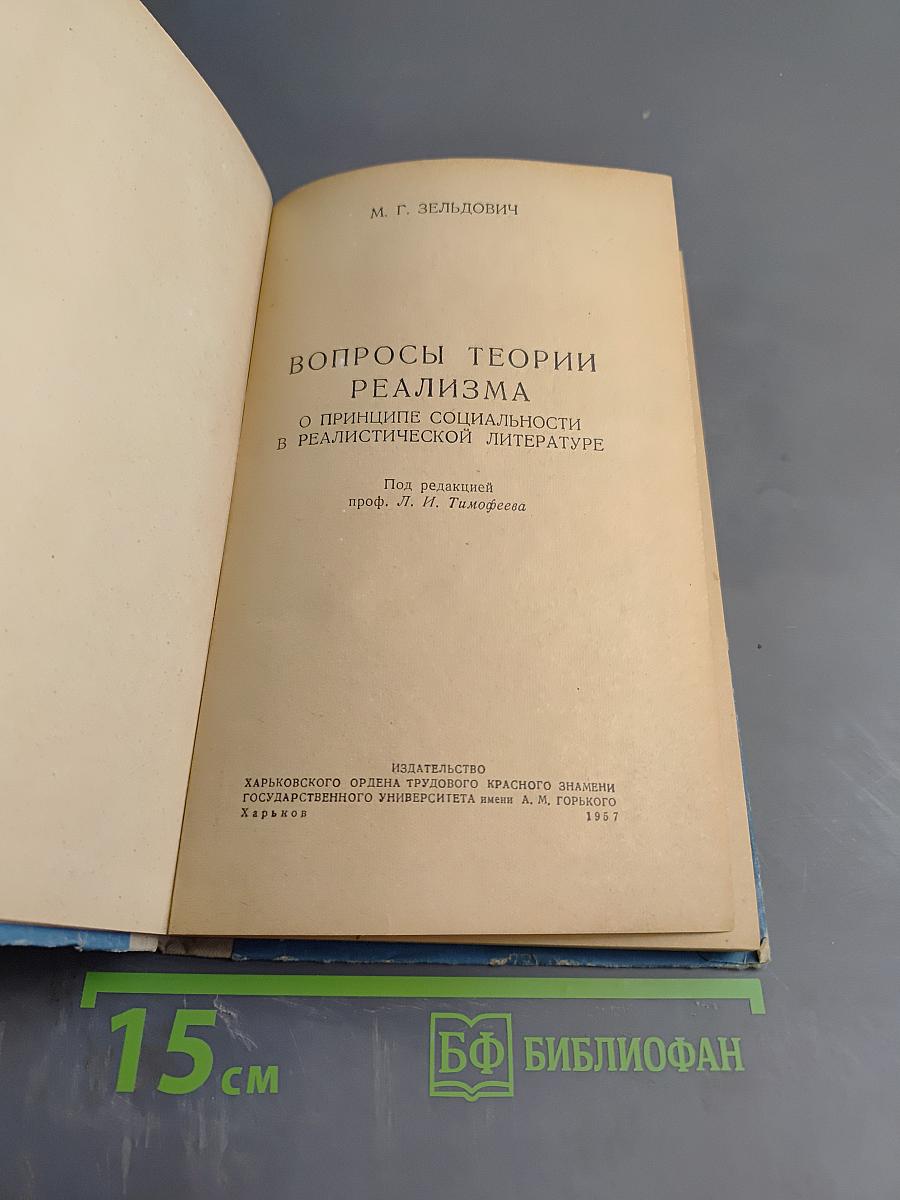 М. Г. ЗЕЛЬДОВИЧ
ВОПРОСЫ ТЕОРИИ
РЕАЛИЗМА
О ПРИНЦИПЕ СОЦИАЛЬНОСТИ
В РЕАЛИСТИЧЕСКОЙ ЛИТЕРАТУРЕ
Под редакцией
проф. Л. И. Тимофеева
ИЗДАТЕЛЬСТВО
ХАРЬКОВСКОГО ОРДЕНА ТРУДОВОГО КРАСНОГО ЗНАМЕНИ
ГОСУДАРСТВЕННОГО УНИВЕРСИТЕТА имени А. М. ГОРЬКОГО
Харьков 1957
15 см
БФ БИБЛИОФАН